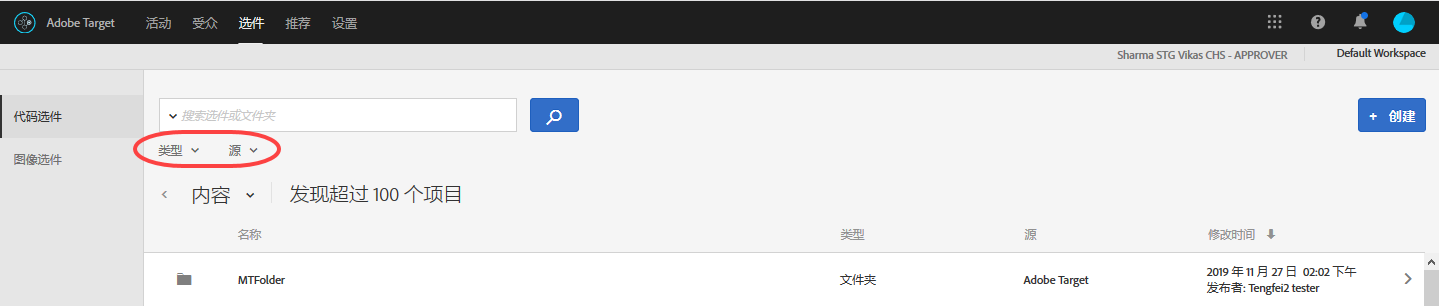 Adobe Target 活动 受众 选件 推荐 设置
Sharma STG Vikas CHS - APPROVER Default Workspace
代码选件
图像选件
搜索选件或文件夹
+ 创建
类型 源
内容 发现超过 100 个项目
名称 类型 源 修改时间
MTFolder 文件夹 Adobe Target 2019 年 11 月 27 日 02:02 下午
发布者: Tengfei2 tester